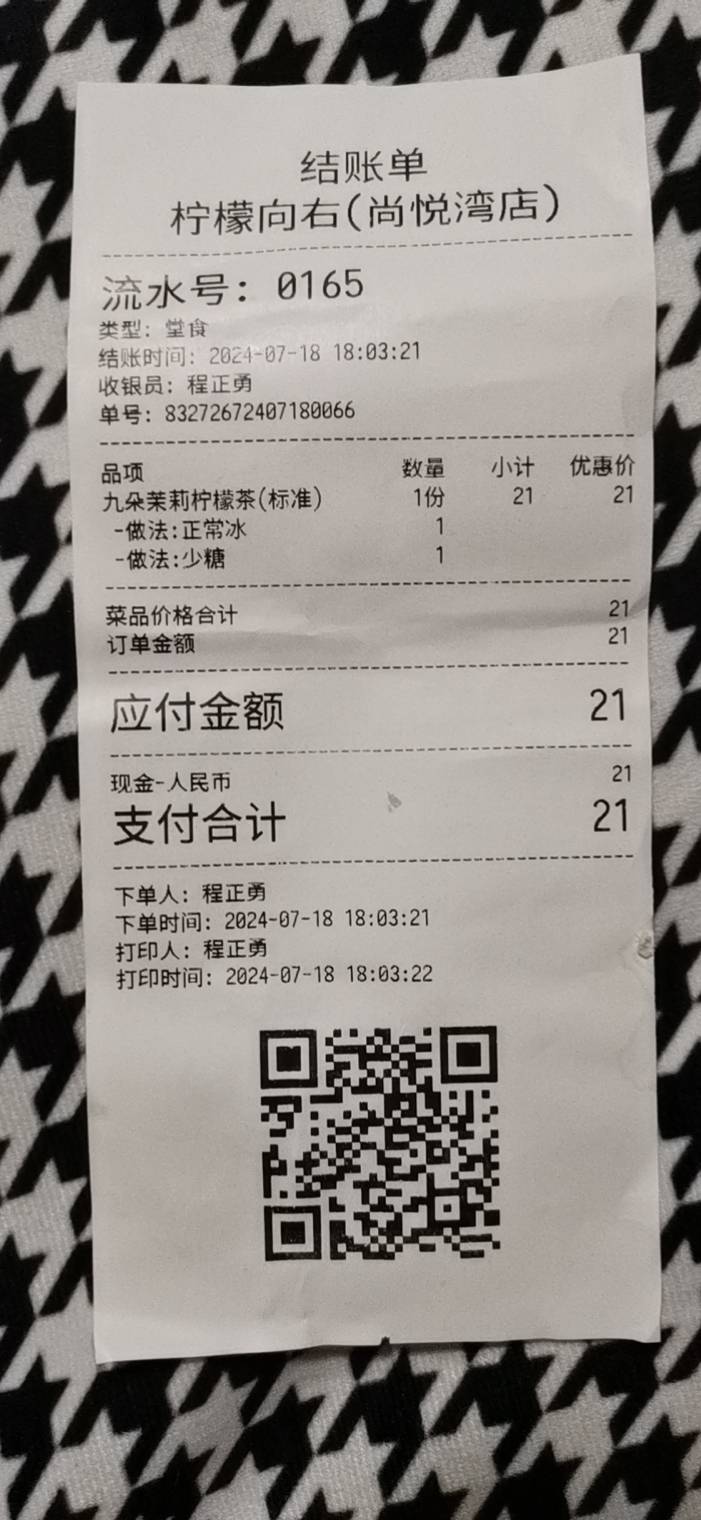 结账单
柠檬向右(尚悦湾店)
流水号: 0165
类型: 堂食
结账时间: 2024-07-18 18:03:21
收银员: 程正勇
单号: 83272672407180066
品项 数量 小计 优惠价
九朵茉莉柠檬茶(标准) 1份 21 21
-做法:正常冰 1
-做法:少糖 1
菜品价格合计 21
订单金额 21
应付金额 21
现金-人民币 21
支付合计 21
下单人: 程正勇
下单时间: 2024-07-18 18:03:21
打印人: 程正勇
打印时间: 2024-07-18 18:03:22